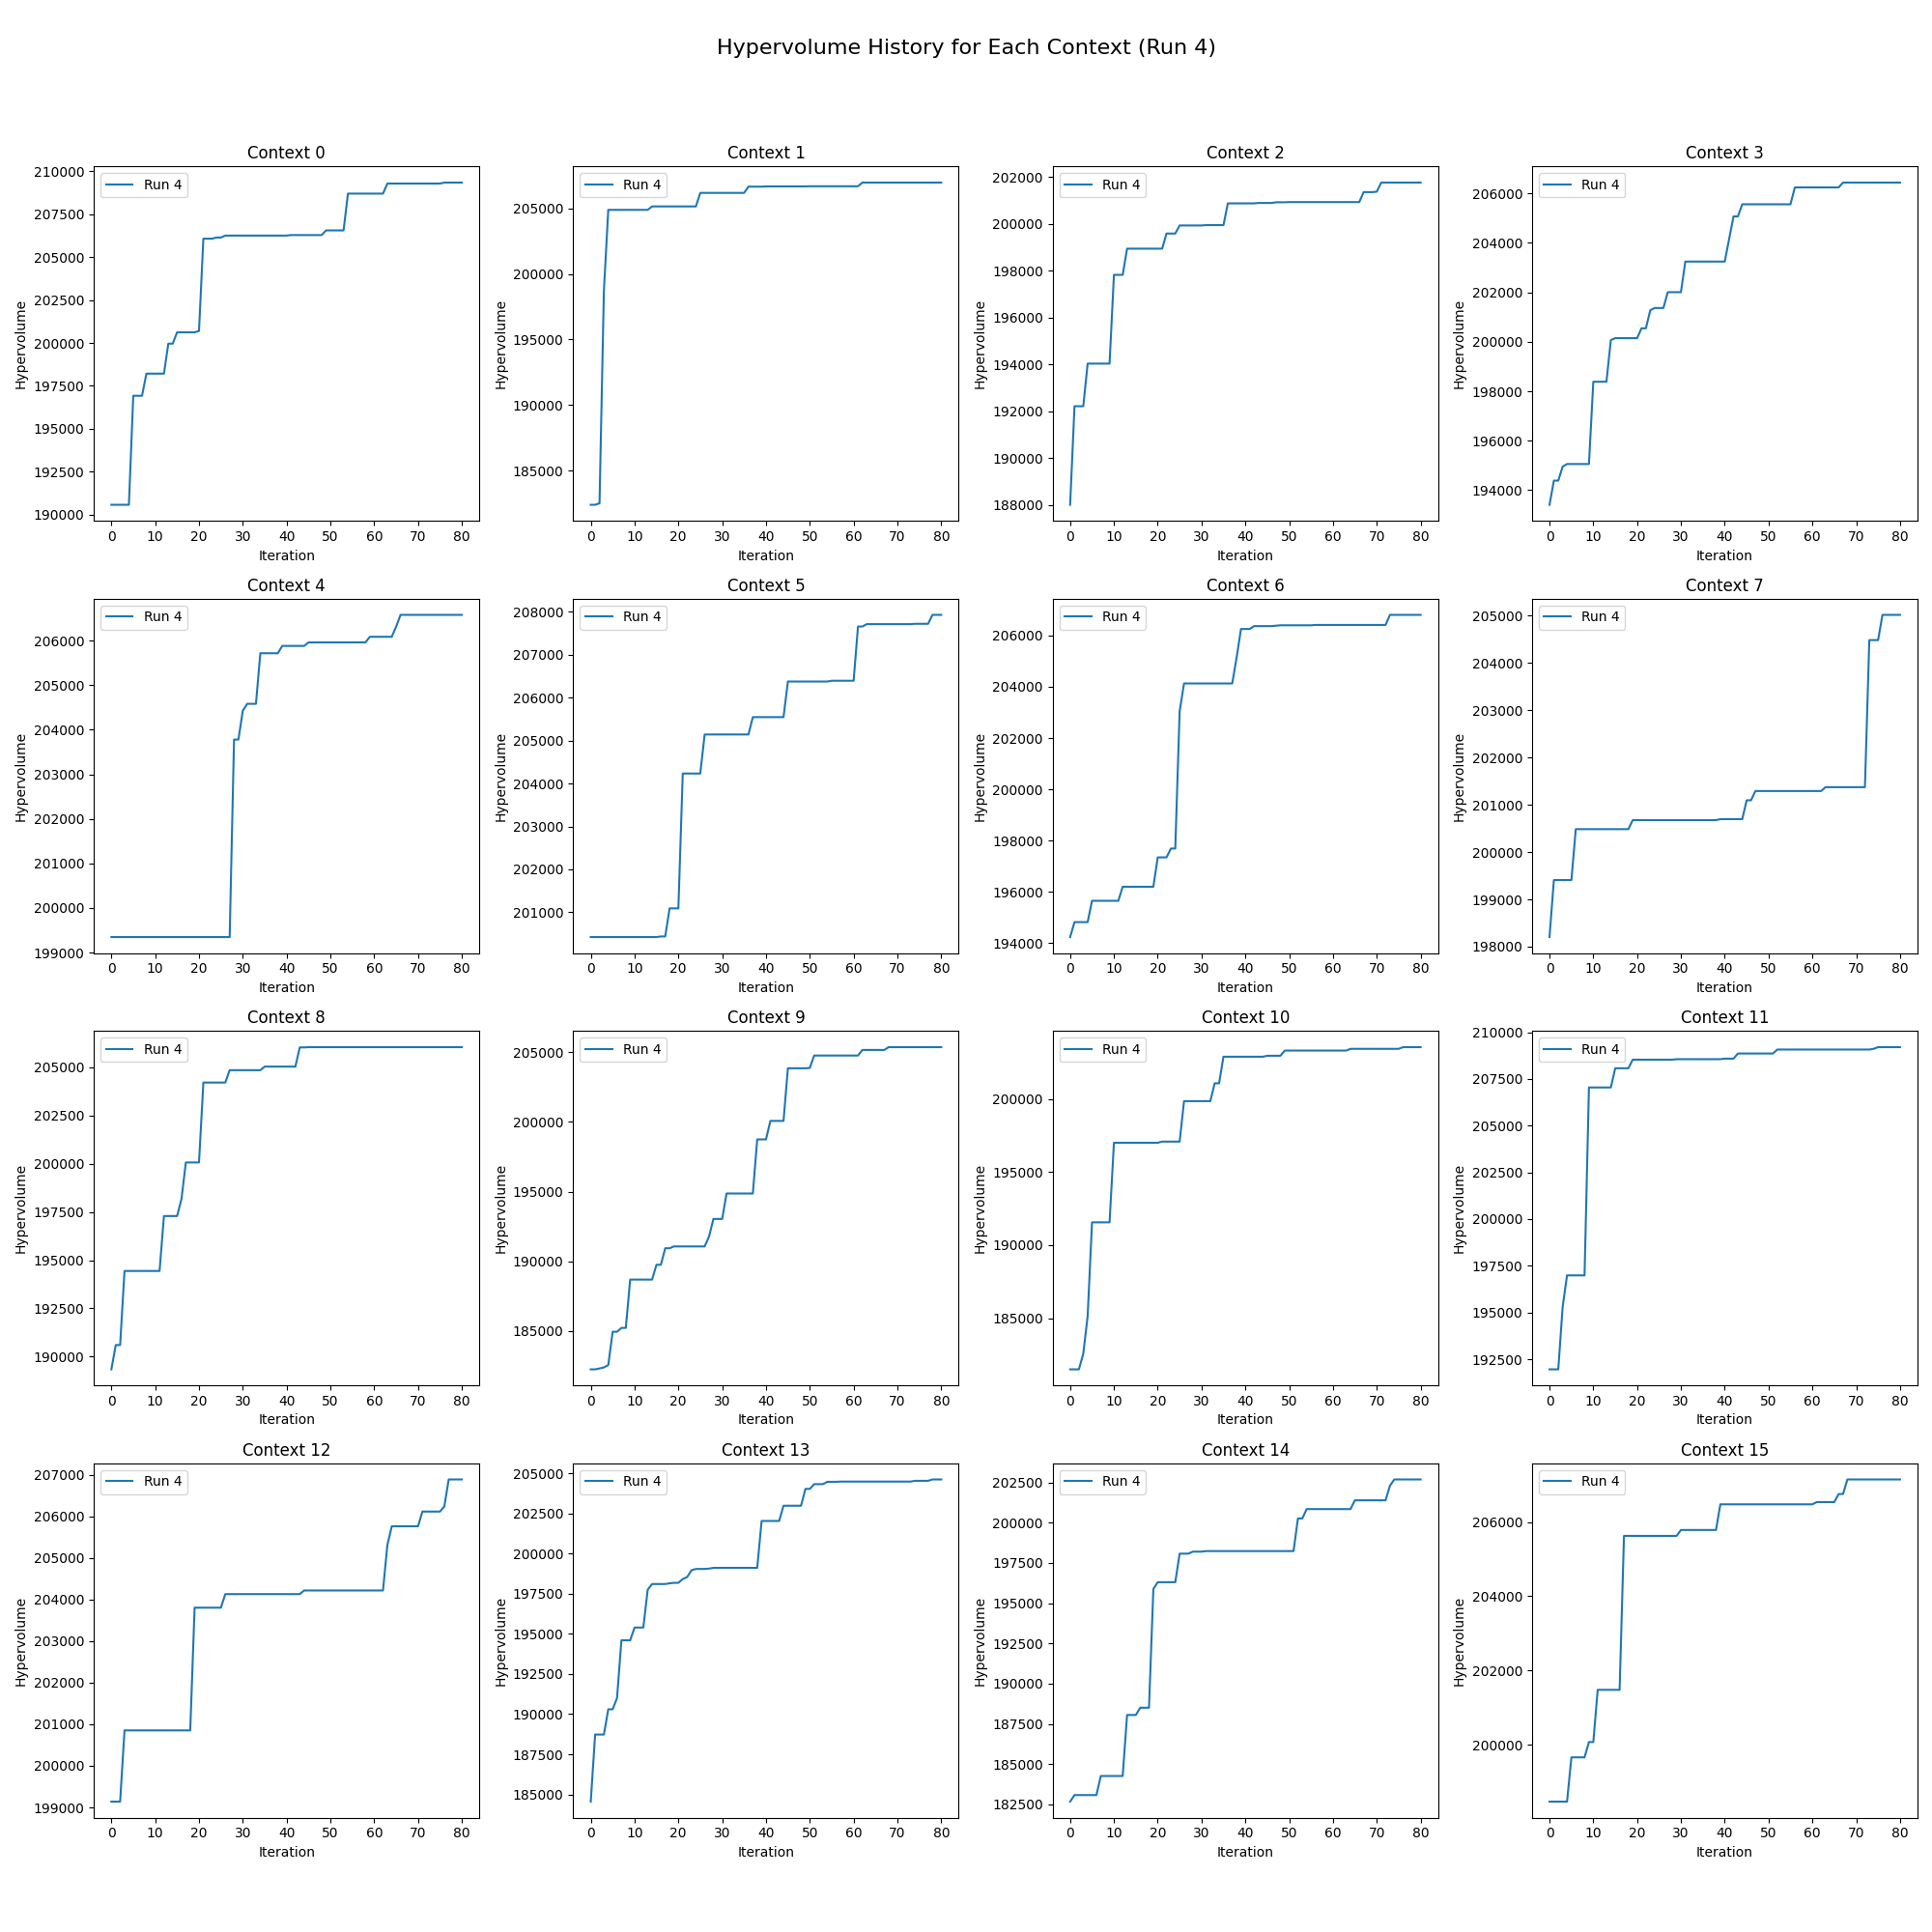 Hypervolume History for Each Context (Run 4)
Context 0
210000
207500
205000
202500
200000
197500
195000
192500
190000
Hypervolume
Run 4
0 10 20 30 40 50 60 70 80
Iteration
Context 1
205000
200000
195000
190000
185000
Hypervolume
Run 4
0 10 20 30 40 50 60 70 80
Iteration
Context 2
202000
200000
198000
196000
194000
192000
190000
188000
Hypervolume
Run 4
0 10 20 30 40 50 60 70 80
Iteration
Context 3
206000
204000
202000
200000
198000
196000
194000
Hypervolume
Run 4
0 10 20 30 40 50 60 70 80
Iteration
Context 4
206000
205000
204000
203000
202000
201000
200000
199000
Hypervolume
Run 4
0 10 20 30 40 50 60 70 80
Iteration
Context 5
208000
207000
206000
205000
204000
203000
202000
201000
Hypervolume
Run 4
0 10 20 30 40 50 60 70 80
Iteration
Context 6
206000
204000
202000
200000
198000
196000
194000
Hypervolume
Run 4
0 10 20 30 40 50 60 70 80
Iteration
Context 7
205000
204000
203000
202000
201000
200000
199000
198000
Hypervolume
Run 4
0 10 20 30 40 50 60 70 80
Iteration
Context 8
205000
202500
200000
197500
195000
192500
190000
Hypervolume
Run 4
0 10 20 30 40 50 60 70 80
Iteration
Context 9
205000
200000
195000
190000
185000
Hypervolume
Run 4
0 10 20 30 40 50 60 70 80
Iteration
Context 10
200000
195000
190000
185000
Hypervolume
Run 4
0 10 20 30 40 50 60 70 80
Iteration
Context 11
210000
207500
205000
202500
200000
197500
195000
192500
Hypervolume
Run 4
0 10 20 30 40 50 60 70 80
Iteration
Context 12
207000
206000
205000
204000
203000
202000
201000
200000
199000
Hypervolume
Run 4
0 10 20 30 40 50 60 70 80
Iteration
Context 13
205000
202500
200000
197500
195000
192500
190000
187500
185000
Hypervolume
Run 4
0 10 20 30 40 50 60 70 80
Iteration
Context 14
202500
200000
197500
195000
192500
190000
187500
185000
182500
Hypervolume
Run 4
0 10 20 30 40 50 60 70 80
Iteration
Context 15
206000
204000
202000
200000
Hypervolume
Run 4
0 10 20 30 40 50 60 70 80
Iteration